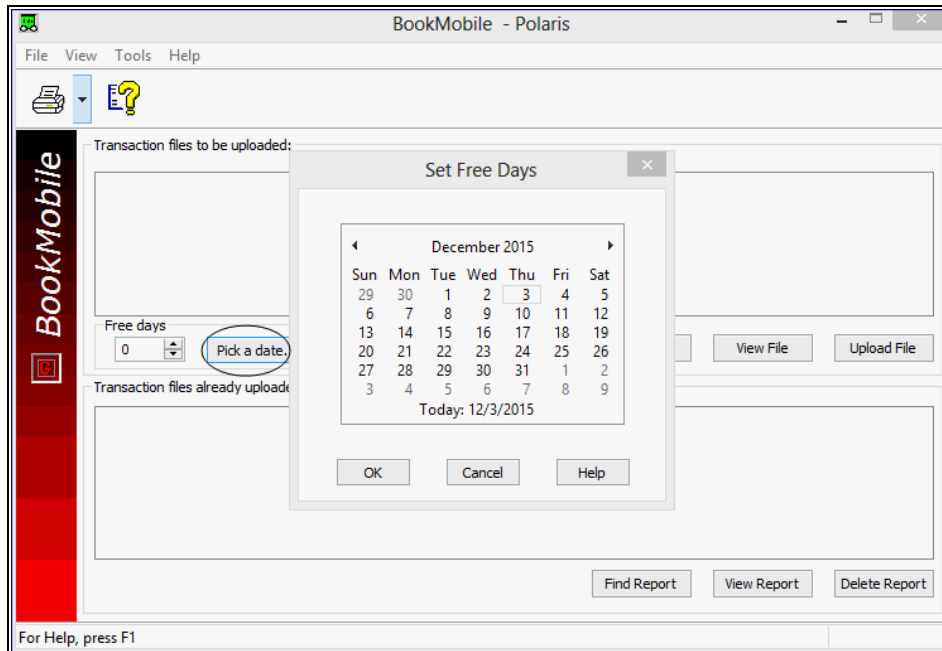 BookMobile - Polaris
File View Tools Help
BookMobile
Transaction files to be uploaded:
Set Free Days
December 2015
Sun Mon Tue Wed Thu Fri Sat
29 30 1 2 3 4 5
6 7 8 9 10 11 12
13 14 15 16 17 18 19
20 21 22 23 24 25 26
27 28 29 30 31 1 2
3 4 5 6 7 8 9
Today: 12/3/2015
OK Cancel Help
Free days
0 Pick a date. View File Upload File
G
Transaction files already uploade
Find Report View Report Delete Report
For Help, press F1